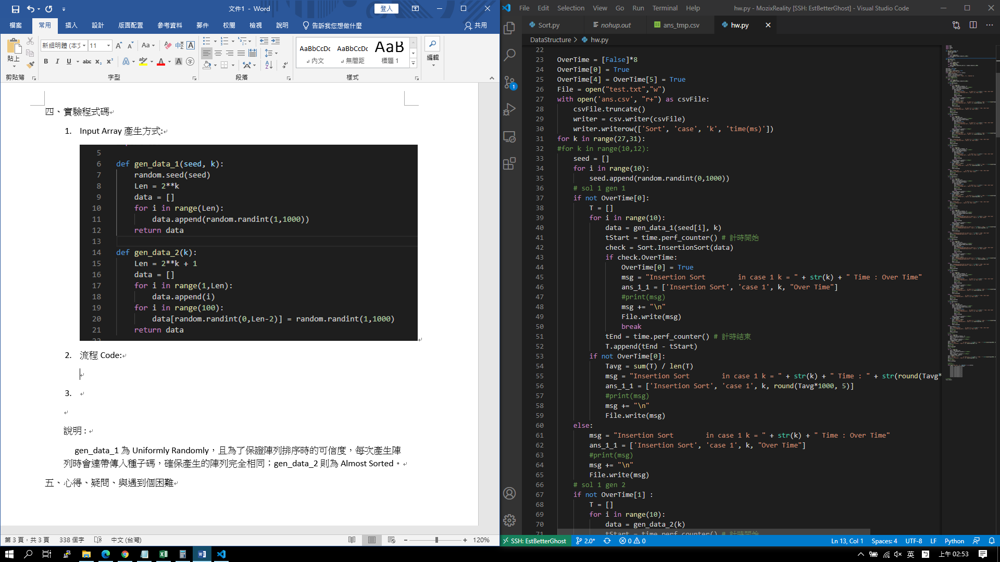 文件1 - Word
登入
檔案 常用 插入 設計 版面配置 參考資料 郵件 校閱 檢視 說明 告訴我您想做什麼 共用
貼上
新細明體 (本文 11
Aa
B I U abc x₂ x² A A A
AaBbCcDc AaBbCcDc AaB
內文 無間距 標題 1
編輯
剪貼簿 字型 段落 樣式
四、實驗程式碼
1. Input Array 產生方式:
5
6 def gen_data_1(seed, k):
7 random.seed(seed)
8 Len = 2**k
9 data = []
10 for i in range(Len):
11 data.append(random.randint(1,1000))
12 return data
13
14 def gen_data_2(k):
15 Len = 2**k + 1
16 data = []
17 for i in range(1,Len):
18 data.append(i)
19 for i in range(100):
20 data[random.randint(0,Len-2)] = random.randint(1,1000)
21 return data
2. 流程 Code:
3.
說明 :
gen_data_1 為 Uniformly Randomly，且為了保證陣列排序時的可信度，每次產生陣
列時會連帶傳入種子碼，確保產生的陣列完全相同；gen_data_2 則為 Almost Sorted。
五、心得、疑問、與遇到個困難
第 3 頁，共 3 頁 338 個字 中文 (台灣) 120%
File Edit Selection View Go Run Terminal Help hw.py - MozixReality [SSH: EstBetterGhost] - Visual Studio Code
Sort.py nohup.out ans_tmp.csv hw.py
DataStructure > hw.py
1
22
23 OverTime = [False]*8
24 OverTime[0] = True
25 OverTime[4] = OverTime[5] = True
26 File = open("test.txt","w")
27 with open('ans.csv', "r+") as csvFile:
28 csvFile.truncate()
29 writer = csv.writer(csvFile)
30 writer.writerow(['Sort', 'case', 'k', 'time(ms)'])
31 for k in range(27,31):
32 #for k in range(10,12):
33 seed = []
34 for i in range(10):
35 seed.append(random.randint(0,1000))
36 # sol 1 gen 1
37 if not OverTime[0]:
38 T = []
39 for i in range(10):
40 data = gen_data_1(seed[i], k)
41 tStart = time.perf_counter() # 計時開始
42 check = Sort.InsertionSort(data)
43 if check.OverTime:
44 OverTime[0] = True
45 msg = "Insertion Sort        in case 1 k = " + str(k) + " Time : Over Time"
46 ans_1_1 = ['Insertion Sort', 'case 1', k, "Over Time"]
47 #print(msg)
48 msg += "\n"
49 File.write(msg)
50 break
51 tEnd = time.perf_counter() # 計時結束
52 T.append(tEnd - tStart)
53 if not OverTime[0]:
54 Tavg = sum(T) / len(T)
55 msg = "Insertion Sort        in case 1 k = " + str(k) + " Time : " + str(round(Tavg*
56 ans_1_1 = ['Insertion Sort', 'case 1', k, round(Tavg*1000, 5)]
57 #print(msg)
58 msg += "\n"
59 File.write(msg)
60 else:
61 msg = "Insertion Sort        in case 1 k = " + str(k) + " Time : Over Time"
62 ans_1_1 = ['Insertion Sort', 'case 1', k, "Over Time"]
63 #print(msg)
64 msg += "\n"
65 File.write(msg)
66 # sol 1 gen 2
67 if not OverTime[1] :
68 T = []
69 for i in range(10):
70 data = gen_data_2(k)
71 tStart = time.perf_counter() # 計時開始
SSH: EstBetterGhost 2.0* 0 0 Ln 13, Col 1 Spaces: 4 UTF-8 LF Python
英 上午 02:53